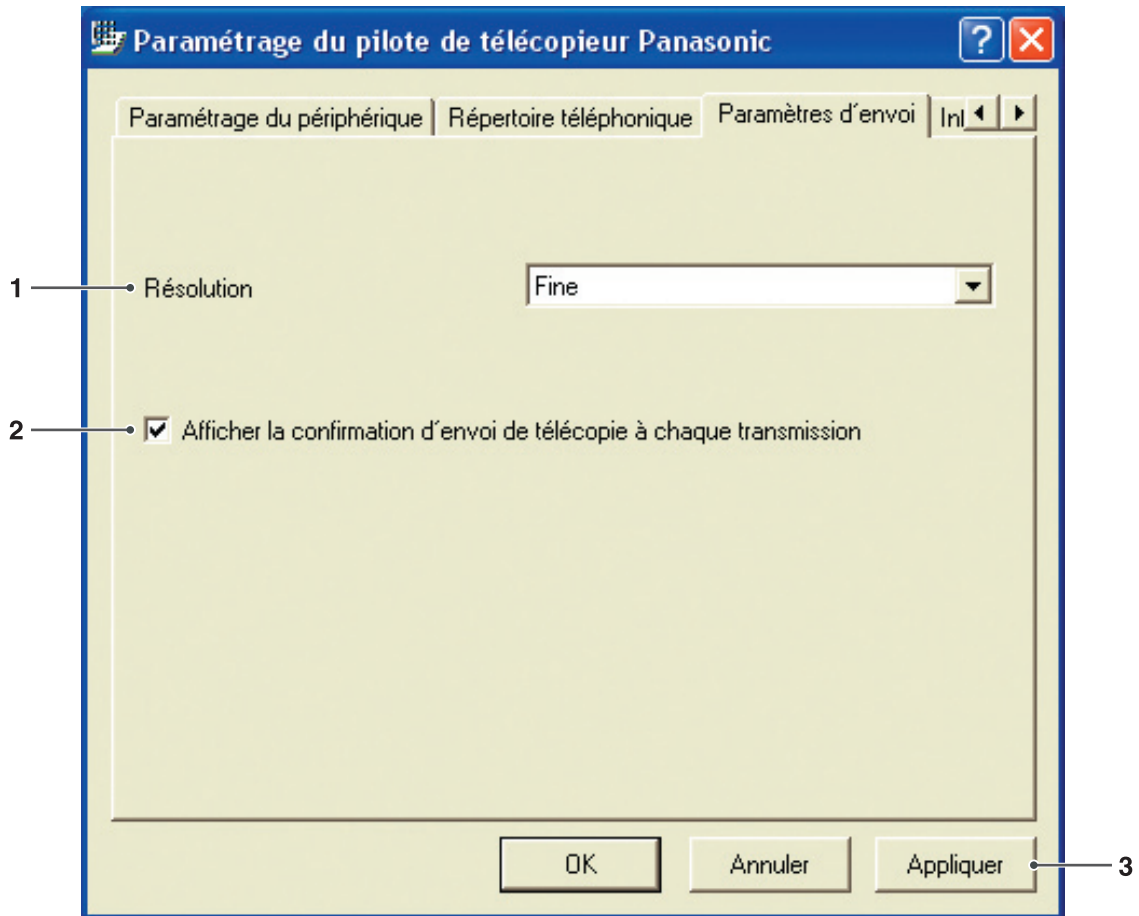 Paramétrage du pilote de télécopieur Panasonic
Paramétrage du périphérique Répertoire téléphonique Paramètres d´envoi
1 Résolution Fine
2 Afficher la confirmation d´envoi de télécopie à chaque transmission
OK Annuler Appliquer 3